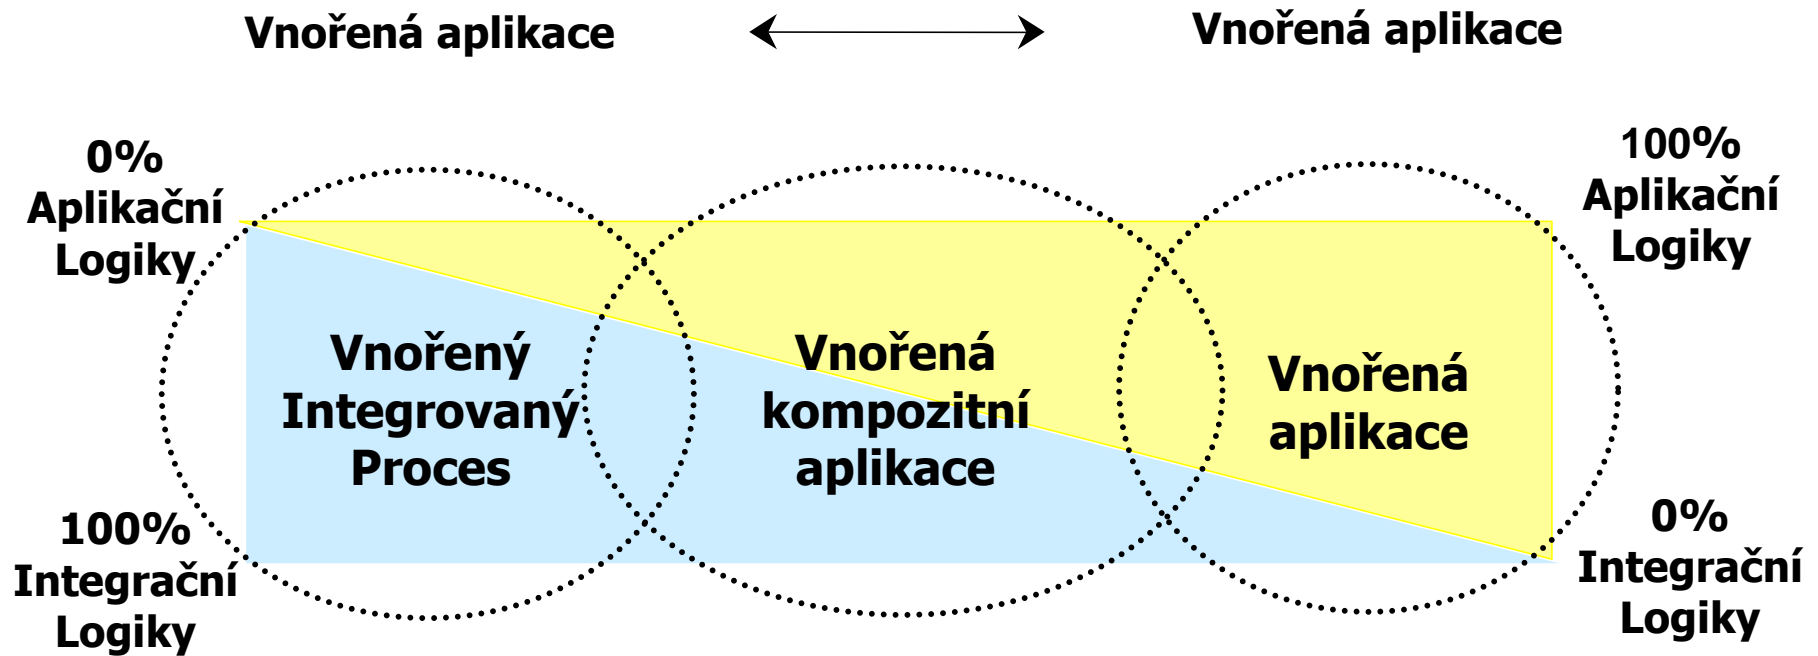 Vnořená aplikace
Vnořená aplikace
0%
Aplikační
Logiky
100%
Aplikační
Logiky
Vnořený
Integrovaný
Proces
Vnořená
kompozitní
aplikace
Vnořená
aplikace
100%
Integrační
Logiky
0%
Integrační
Logiky